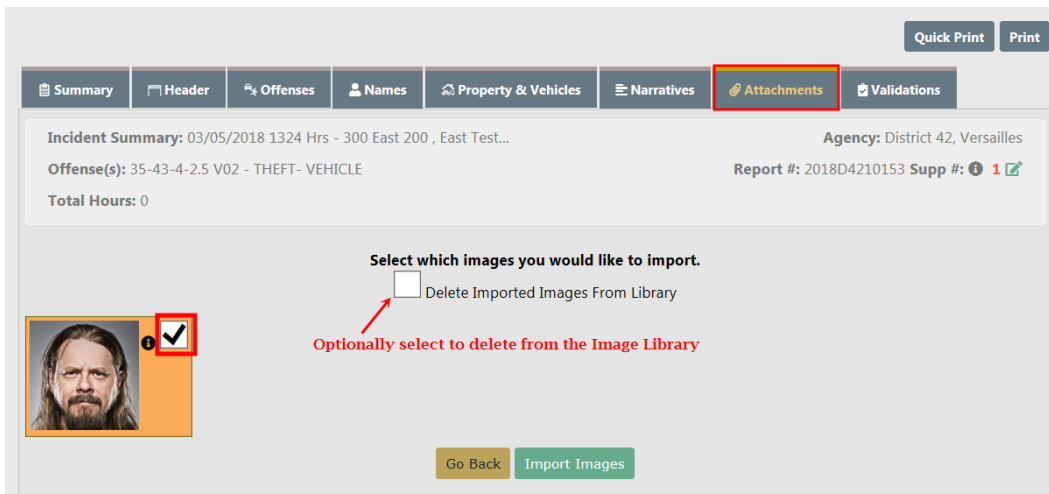 Quick Print Print
Summary Header Offenses Names Property & Vehicles Narratives Attachments Validations
Incident Summary: 03/05/2018 1324 Hrs - 300 East 200 , East Test... Agency: District 42, Versailles
Offense(s): 35-43-4-2.5 V02 - THEFT- VEHICLE Report #: 2018D4210153 Supp #: 1
Total Hours: 0
Select which images you would like to import.
Delete Imported Images From Library
Optionally select to delete from the Image Library
Go Back Import Images